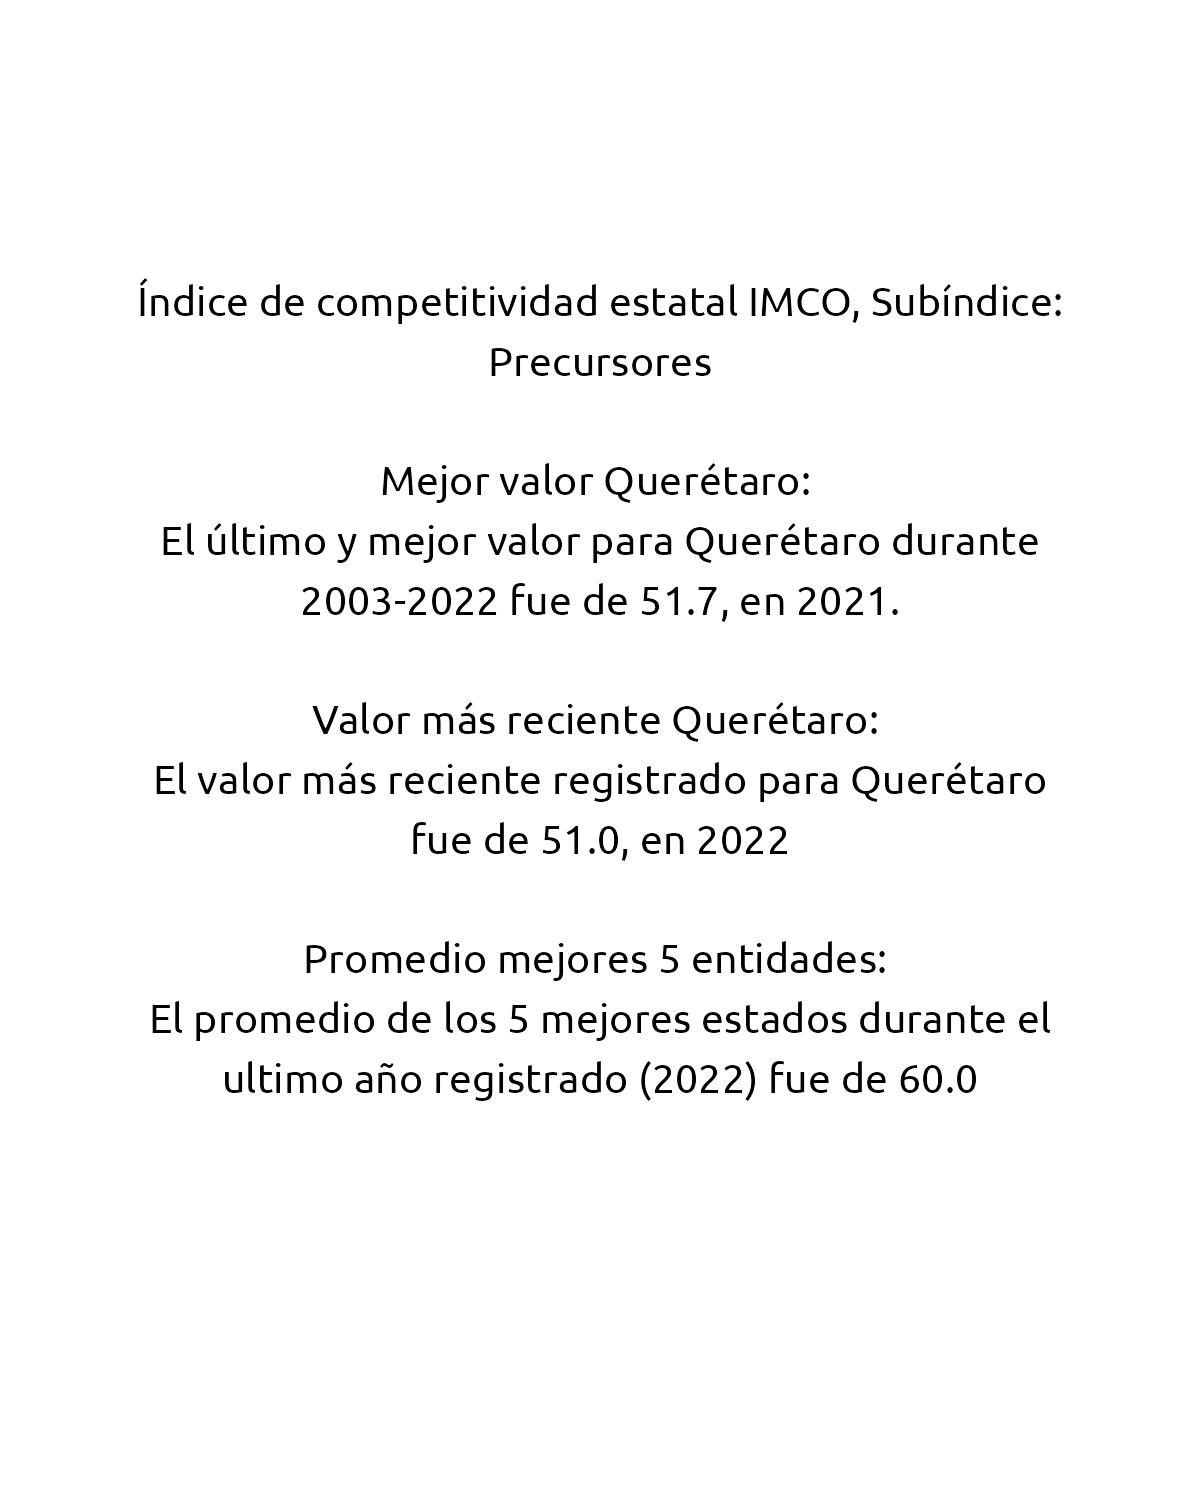 Índice de competitividad estatal IMCO, Subíndice:
Precursores
Mejor valor Querétaro:
El último y mejor valor para Querétaro durante
2003-2022 fue de 51.7, en 2021.
Valor más reciente Querétaro:
El valor más reciente registrado para Querétaro
fue de 51.0, en 2022
Promedio mejores 5 entidades:
El promedio de los 5 mejores estados durante el
ultimo año registrado (2022) fue de 60.0